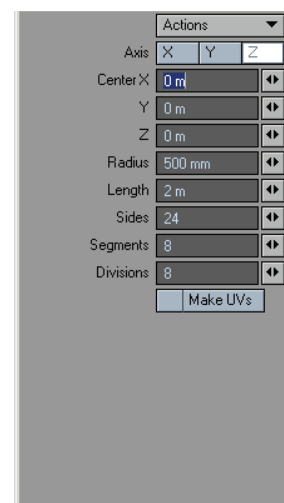 Actions
Axis X Y Z
Center X 0 m
Y 0 m
Z 0 m
Radius 500 mm
Length 2 m
Sides 24
Segments 8
Divisions 8
Make UVs